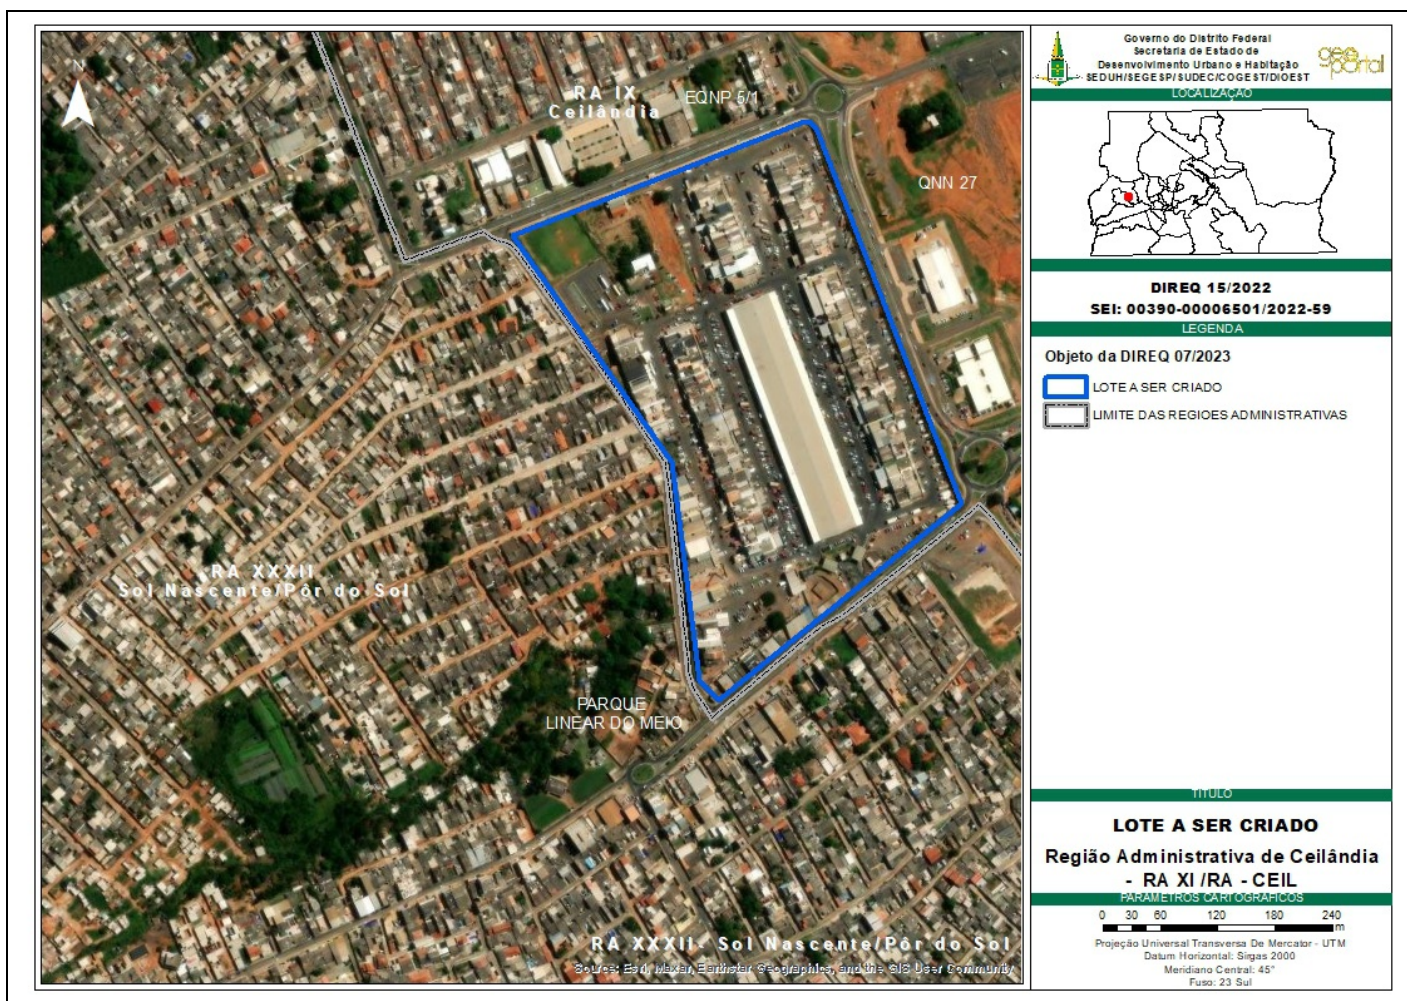 N
RA IX
Ceilândia
EQNP 5/1
QNN 27
RA XXXII
Sol Nascente/Pôr do Sol
PARQUE
LINEAR DO MEIO
RA XXXII- Sol Nascente/Pôr do Sol
Source: Esri, Maxar, Earthstar Geographics, and the GIS User Community
Governo do Distrito Federal
Secretaria de Estado de
Desenvolvimento Urbano e Habitação
SEDUH/SEGESP/SUDEC/COGEST/DIOEST
geoportal
LOCALIZAÇÃO
DIREQ 15/2022
SEI: 00390-00006501/2022-59
LEGENDA
Objeto da DIREQ 07/2023
LOTE A SER CRIADO
LIMITE DAS REGIOES ADMINISTRATIVAS
TÍTULO
LOTE A SER CRIADO
Região Administrativa de Ceilândia
- RA XI /RA - CEIL
PARÂMETROS CARTOGRÁFICOS
0 30 60 120 180 240
m
Projeção Universal Transversa De Mercator - UTM
Datum Horizontal: Sirgas 2000
Meridiano Central: 45°
Fuso: 23 Sul